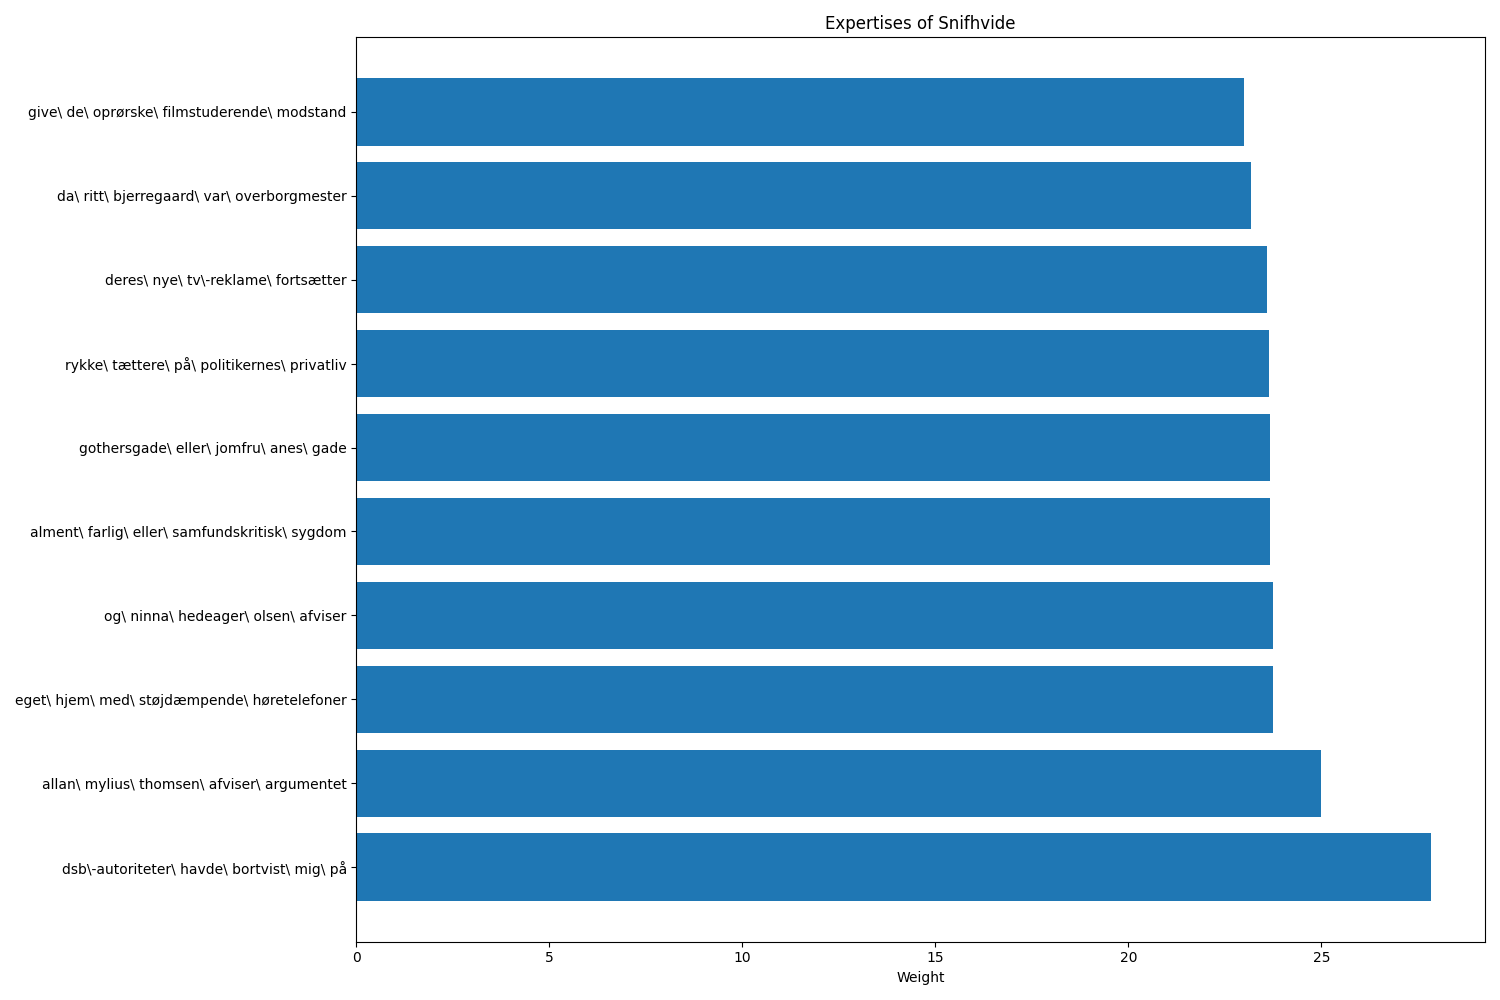 Expertises of Snifhvide
give\ de\ oprørske\ filmstuderende\ modstand
da\ ritt\ bjerregaard\ var\ overborgmester
deres\ nye\ tv\-reklame\ fortsætter
rykke\ tættere\ på\ politikernes\ privatliv
gothersgade\ eller\ jomfru\ anes\ gade
alment\ farlig\ eller\ samfundskritisk\ sygdom
og\ ninna\ hedeager\ olsen\ afviser
eget\ hjem\ med\ støjdæmpende\ høretelefoner
allan\ mylius\ thomsen\ afviser\ argumentet
dsb\-autoriteter\ havde\ bortvist\ mig\ på
0 5 10 15 20 25
Weight